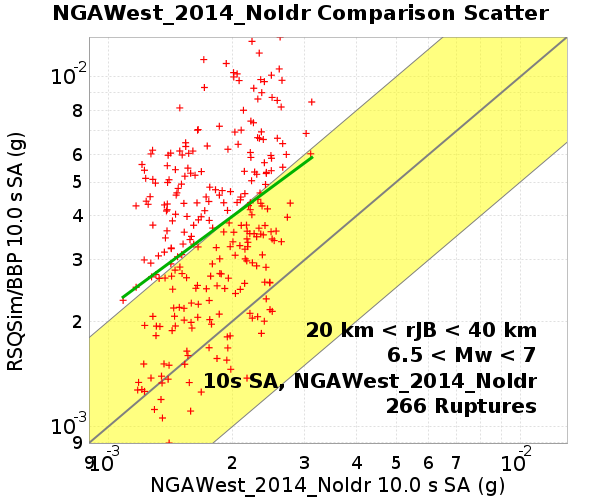 NGAWest_2014_NoIdr Comparison Scatter
RSQSim/BBP 10.0 s SA (g)
10-2
8
6
5
4
3
2
10-3
9
20 km < rJB < 40 km
6.5 < Mw < 7
10s SA, NGAWest_2014_NoIdr
266 Ruptures
9 10-3 2 3 4 5 6 8 10-2
NGAWest_2014_NoIdr 10.0 s SA (g)